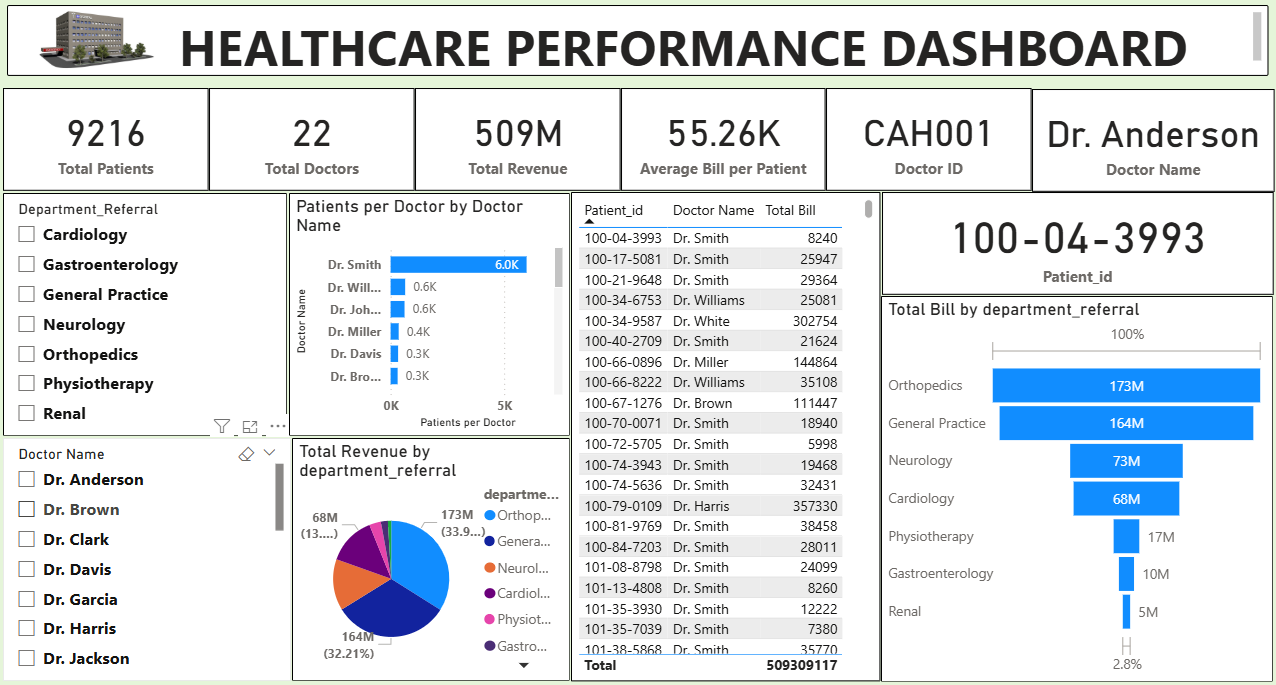 HEALTHCARE PERFORMANCE DASHBOARD
9216
Total Patients
22
Total Doctors
509M
Total Revenue
55.26K
Average Bill per Patient
CAH001
Doctor ID
Dr. Anderson
Doctor Name
Department_Referral
Cardiology
Gastroenterology
General Practice
Neurology
Orthopedics
Physiotherapy
Renal
Doctor Name
Dr. Anderson
Dr. Brown
Dr. Clark
Dr. Davis
Dr. Garcia
Dr. Harris
Dr. Jackson
Patients per Doctor by Doctor
Name
Doctor Name
Dr. Smith 6.0K
Dr. Will... 0.6K
Dr. Joh... 0.6K
Dr. Miller 0.4K
Dr. Davis 0.3K
Dr. Bro... 0.3K
0K 5K
Patients per Doctor
Total Revenue by
department_referral
departme...
Orthop...
Genera...
Neurol...
Cardiol...
Physiot...
Gastro...
173M
(33.9...)
68M
(13....)
164M
(32.21%)
Patient_id Doctor Name Total Bill
100-04-3993 Dr. Smith 8240
100-17-5081 Dr. Smith 25947
100-21-9648 Dr. Smith 29364
100-34-6753 Dr. Williams 25081
100-34-9587 Dr. White 302754
100-40-2709 Dr. Smith 21624
100-66-0896 Dr. Miller 144864
100-66-8222 Dr. Williams 35108
100-67-1276 Dr. Brown 111447
100-70-0071 Dr. Smith 18940
100-72-5705 Dr. Smith 5998
100-74-3943 Dr. Smith 19468
100-74-5636 Dr. Smith 32431
100-79-0109 Dr. Harris 357330
100-81-9769 Dr. Smith 38458
100-84-7203 Dr. Smith 28011
101-08-8798 Dr. Smith 24099
101-13-4808 Dr. Smith 8260
101-35-3930 Dr. Smith 12222
101-35-7039 Dr. Smith 7380
101-38-5868 Dr. Smith 35770
Total 509309117
100-04-3993
Patient_id
Total Bill by department_referral
100%
Orthopedics 173M
General Practice 164M
Neurology 73M
Cardiology 68M
Physiotherapy 17M
Gastroenterology 10M
Renal 5M
2.8%